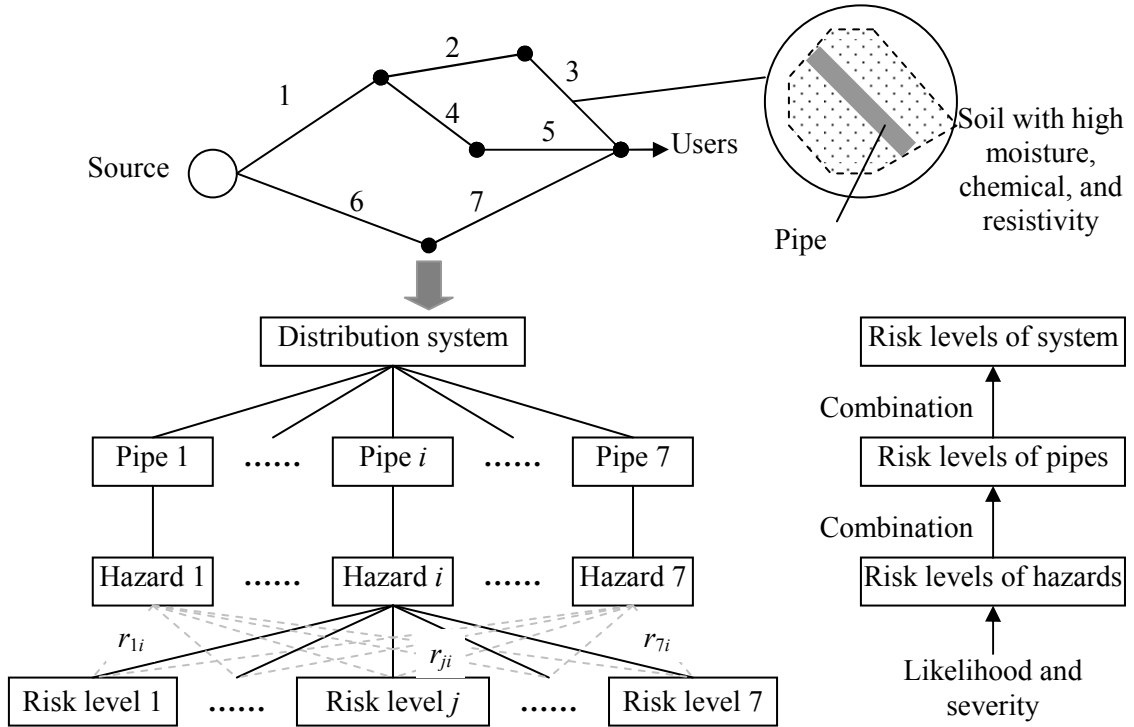 2
3
1
4
5
Source
Users
6
7
Soil with high
moisture,
chemical, and
resistivity
Pipe
Distribution system
Risk levels of system
Combination
Pipe 1
......
Pipe i
......
Pipe 7
Risk levels of pipes
Combination
Hazard 1
......
Hazard i
......
Hazard 7
Risk levels of hazards
r1i
rji
r7i
Likelihood and
severity
Risk level 1
......
Risk level j
......
Risk level 7